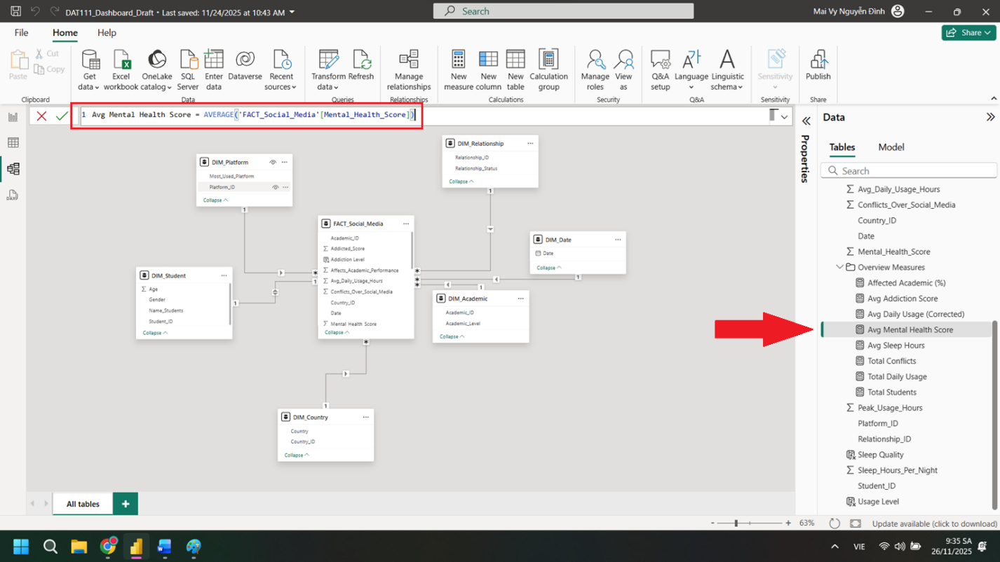 DAT111_Dashboard_Draft • Last saved: 11/24/2025 at 10:43 AM
Search
Mai Vy Nguyễn Đình
File
Home
Help
Share
Paste
Cut
Copy
Get data
Excel workbook
OneLake catalog
SQL Server
Enter data
Dataverse
Recent sources
Transform data
Refresh
Manage relationships
New measure
New column
New table
Calculation group
Manage roles
View as
Q&A setup
Language
Linguistic schema
Sensitivity
Publish
Clipboard
Data
Queries
Relationships
Calculations
Security
Q&A
Sensitivity
Share
1 Avg Mental Health Score = AVERAGE('FACT_Social_Media'[Mental_Health_Score])
DIM_Platform
Most_Used_Platform
Platform_ID
Collapse
1
DIM_Relationship
Relationship_ID
Relationship_Status
Collapse
1
FACT_Social_Media
Academic_ID
Addicted_Score
Addiction Level
Affects_Academic_Performance
Avg_Daily_Usage_Hours
Conflicts_Over_Social_Media
Country_ID
Date
Mental Health Score
Collapse
DIM_Date
Date
Collapse
1
DIM_Student
Age
Gender
Name_Students
Student_ID
Collapse
1
1
DIM_Academic
Academic_ID
Academic_Level
Collapse
1
DIM_Country
Country
Country_ID
Collapse
1
Properties
Data
Tables
Model
Search
Avg_Daily_Usage_Hours
Conflicts_Over_Social_Media
Country_ID
Date
Mental_Health_Score
Overview Measures
Affected Academic (%)
Avg Addiction Score
Avg Daily Usage (Corrected)
Avg Mental Health Score
Avg Sleep Hours
Total Conflicts
Total Daily Usage
Total Students
Peak_Usage_Hours
Platform_ID
Relationship_ID
Sleep Quality
Sleep_Hours_Per_Night
Student_ID
Usage Level
All tables
63%
Update available (click to download)
VIE
9:35 SA
26/11/2025